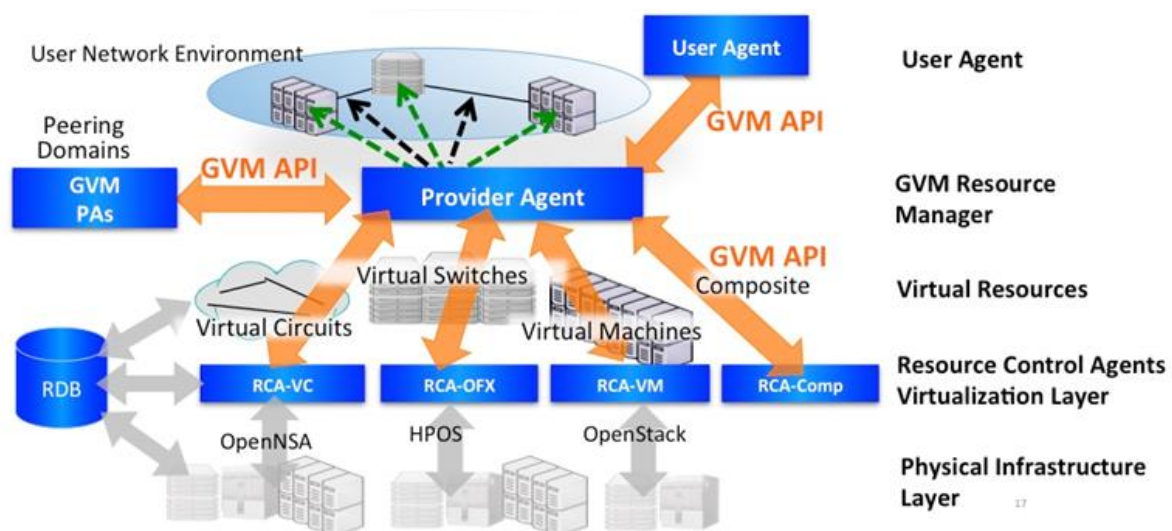 User Network Environment
User Agent
User Agent
GVM API
Peering
Domains
GVM API
GVM
PAs
Provider Agent
GVM Resource
Manager
GVM API
Virtual Switches
Composite
Virtual Resources
Virtual Circuits
Virtual Machines
RDB
RCA-VC
RCA-OFX
RCA-VM
RCA-Comp
Resource Control Agents
Virtualization Layer
OpenNSA
HPOS
OpenStack
Physical Infrastructure
Layer
17